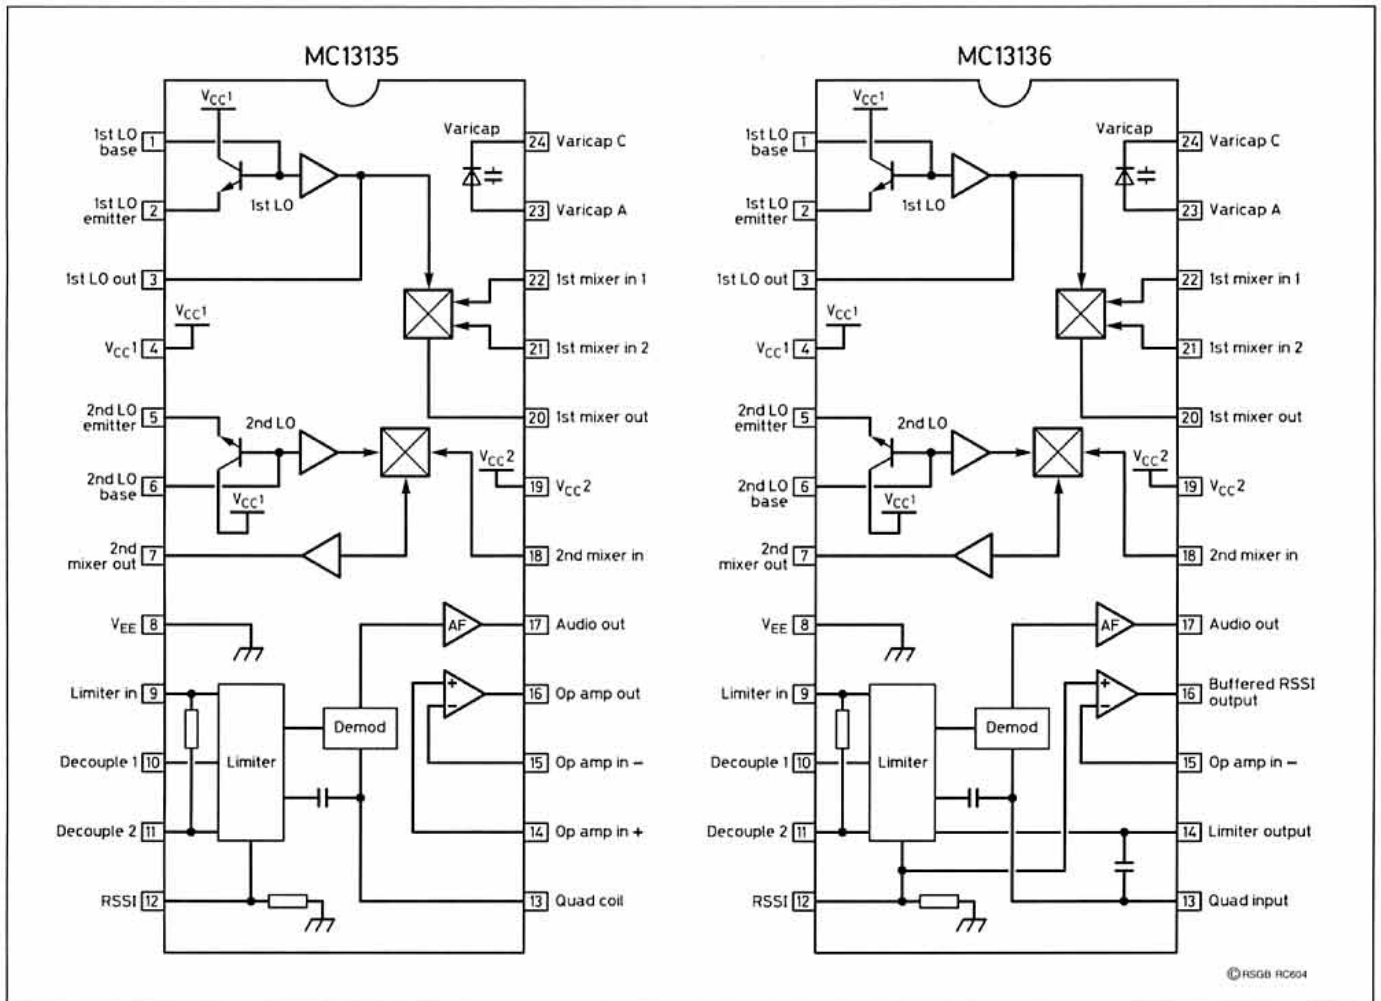 MC13135
VCC1
1st LO
base
1
1st LO
emitter
2
1st LO
1st LO out
3
VCC1
VCC1
4
2nd LO
emitter
5
2nd LO
2nd LO
base
6
VCC1
2nd
mixer out
7
VEE
8
Limiter in
9
Decouple 1
10
Limiter
Decouple 2
11
RSSI
12
Demod
AF
+
−
Varicap
24
Varicap C
23
Varicap A
22
1st mixer in 1
21
1st mixer in 2
20
1st mixer out
VCC2
19
VCC2
18
2nd mixer in
17
Audio out
16
Op amp out
15
Op amp in −
14
Op amp in +
13
Quad coil
MC13136
VCC1
1st LO
base
1
1st LO
emitter
2
1st LO
1st LO out
3
VCC1
VCC1
4
2nd LO
emitter
5
2nd LO
2nd LO
base
6
VCC1
2nd
mixer out
7
VEE
8
Limiter in
9
Decouple 1
10
Limiter
Decouple 2
11
RSSI
12
Demod
AF
+
−
Varicap
24
Varicap C
23
Varicap A
22
1st mixer in 1
21
1st mixer in 2
20
1st mixer out
VCC2
19
VCC2
18
2nd mixer in
17
Audio out
16
Buffered RSSI
output
15
Op amp in −
14
Limiter output
13
Quad input
© RSGB RC604